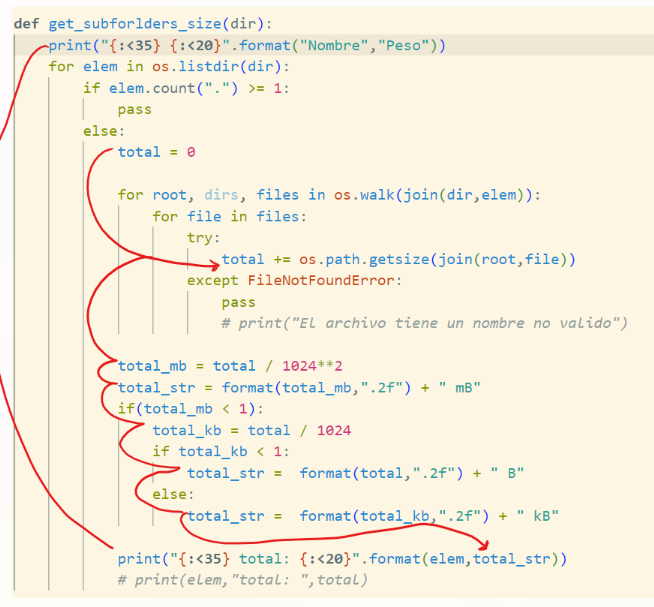 def get_subforlders_size(dir):
    print("{:<35} {:<20}".format("Nombre","Peso"))
    for elem in os.listdir(dir):
        if elem.count(".") >= 1:
            pass
        else:
            total = 0
            for root, dirs, files in os.walk(join(dir,elem)):
                for file in files:
                    try:
                        total += os.path.getsize(join(root,file))
                    except FileNotFoundError:
                        pass
                        # print("El archivo tiene un nombre no valido")
            total_mb = total / 1024**2
            total_str = format(total_mb,".2f") + " mB"
            if(total_mb < 1):
                total_kb = total / 1024
                if total_kb < 1:
                    total_str =  format(total,".2f") + " B"
                else:
                    total_str =  format(total_kb,".2f") + " kB"
            print("{:<35} total: {:<20}".format(elem,total_str))
            # print(elem,"total: ",total)